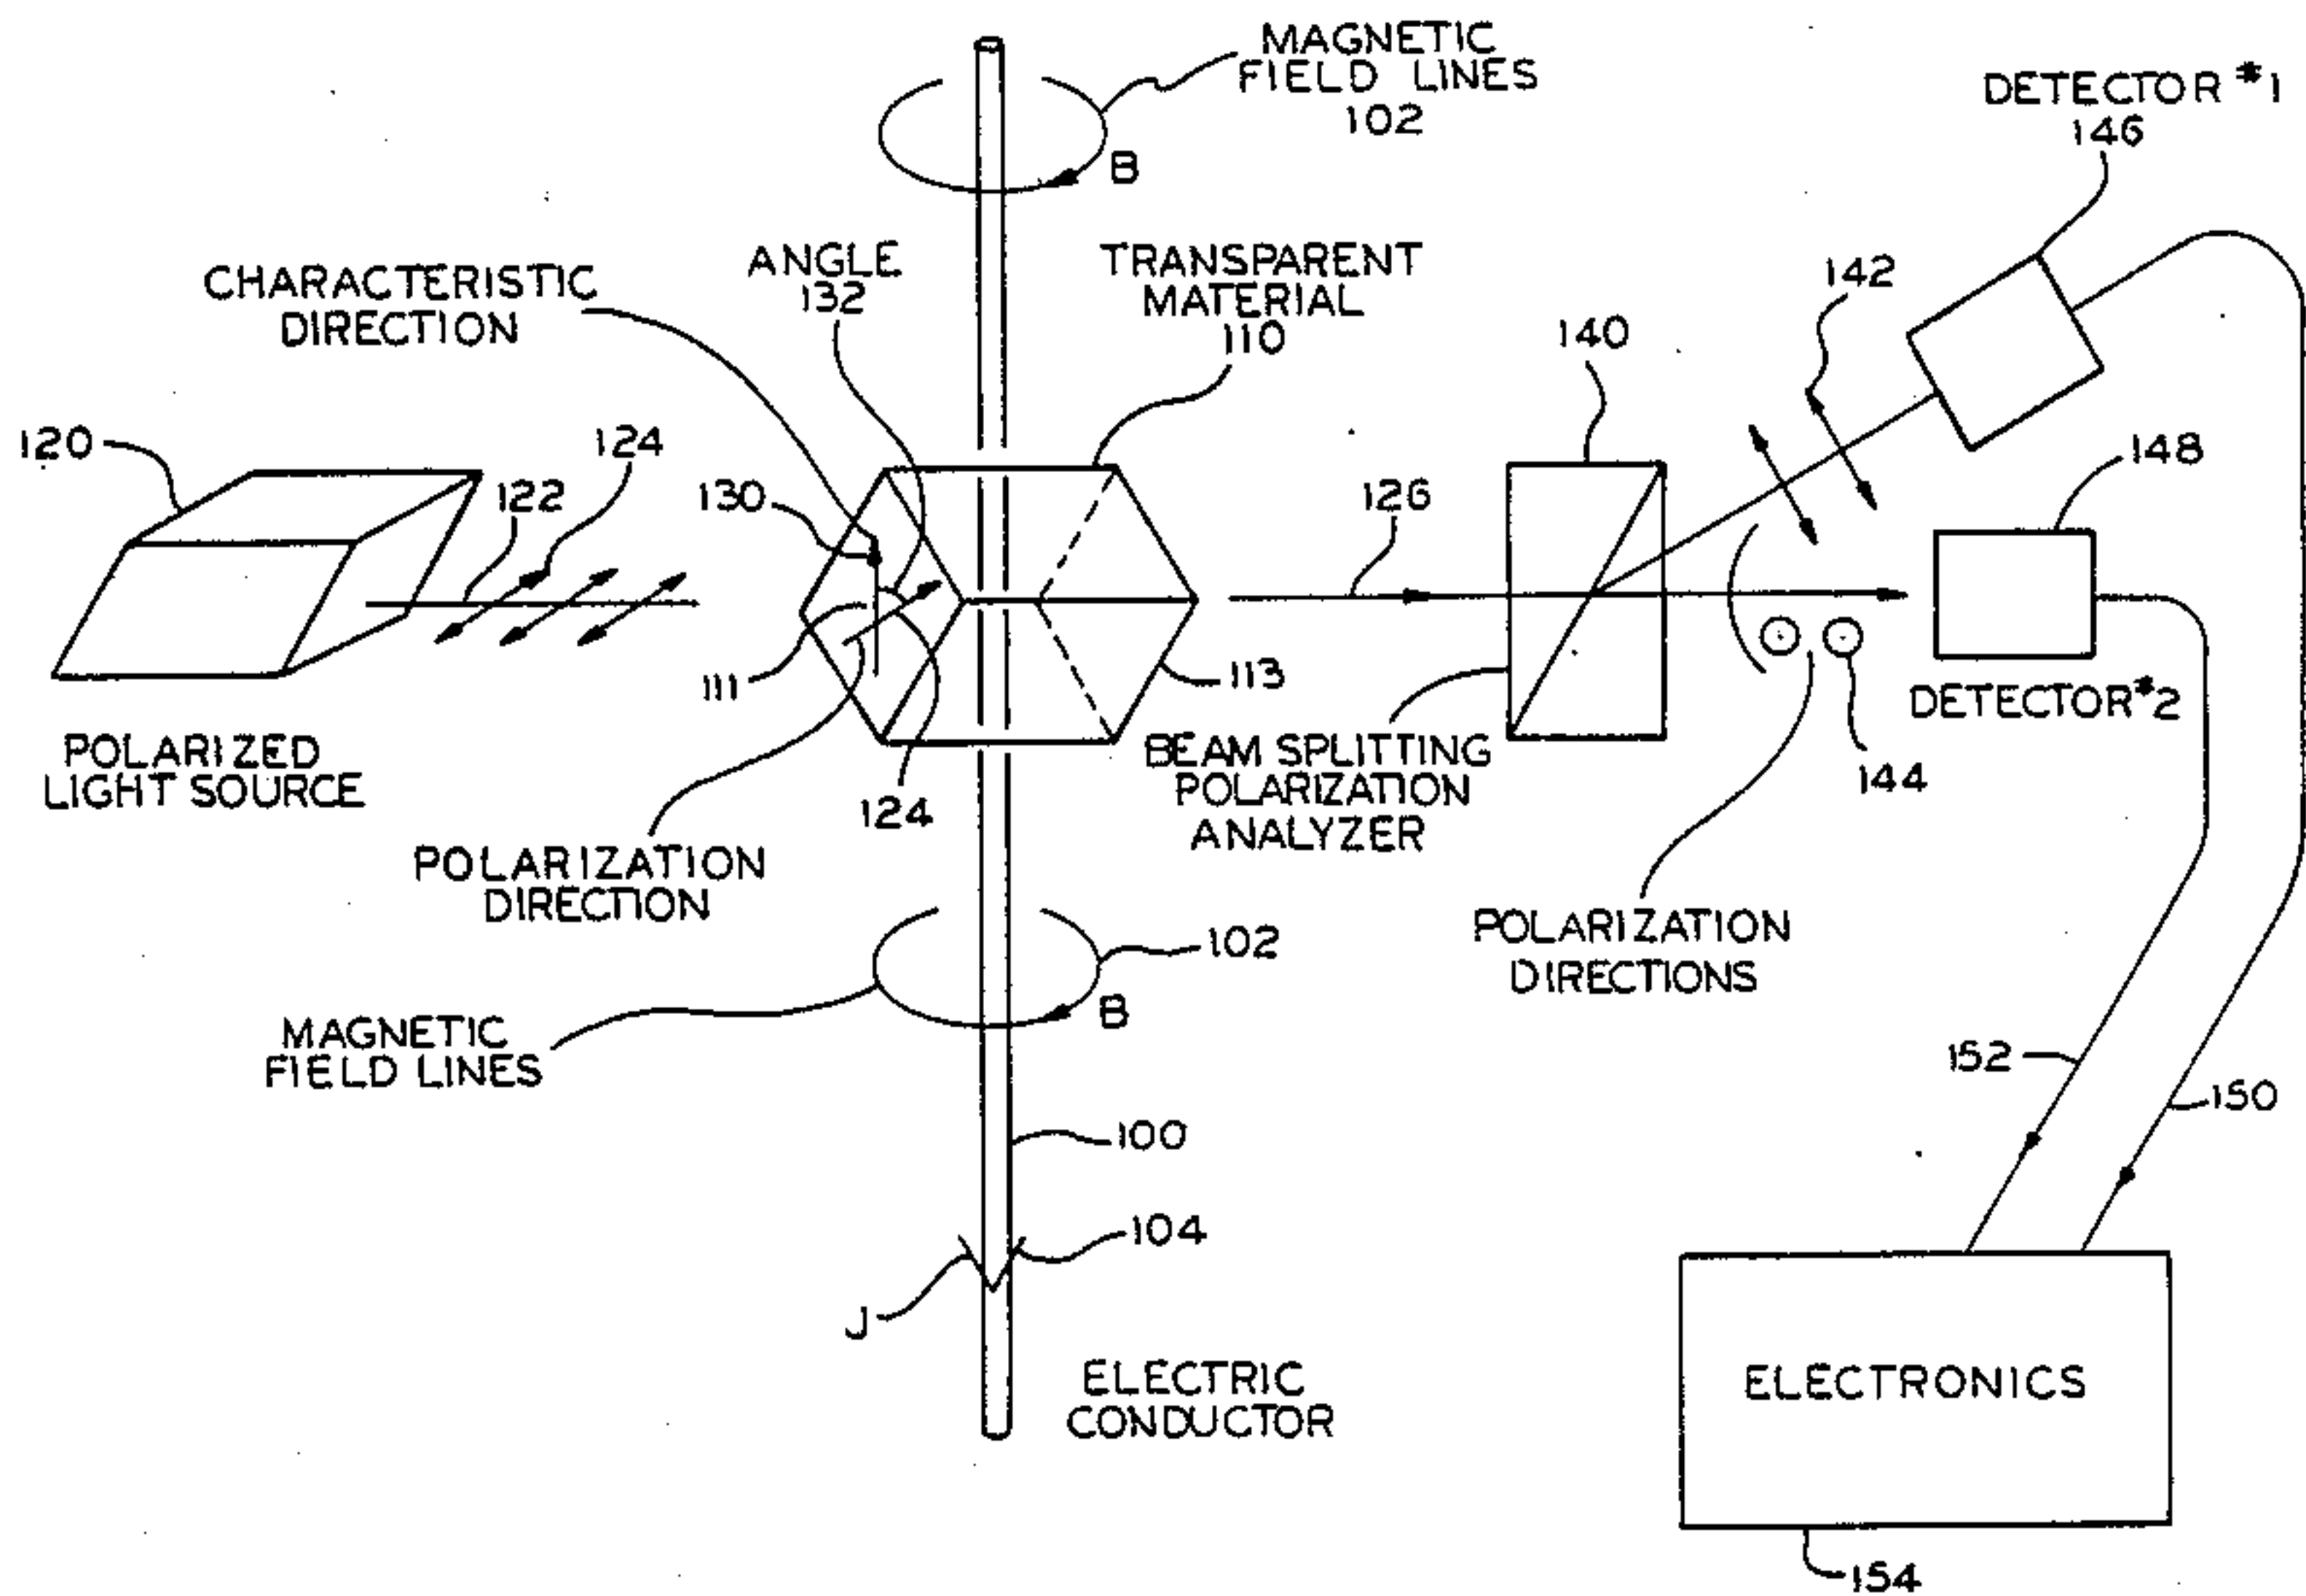 MAGNETIC
FIELD LINES
102
B
DETECTOR #1
146
CHARACTERISTIC
DIRECTION
ANGLE
132
TRANSPARENT
MATERIAL
110
142
140
120
124
122
130
126
148
111
113
DETECTOR #2
POLARIZED
LIGHT SOURCE
124
BEAM SPLITTING
POLARIZATION
ANALYZER
144
POLARIZATION
DIRECTION
102
B
POLARIZATION
DIRECTIONS
MAGNETIC
FIELD LINES
152
150
100
104
J
ELECTRIC
CONDUCTOR
ELECTRONICS
154